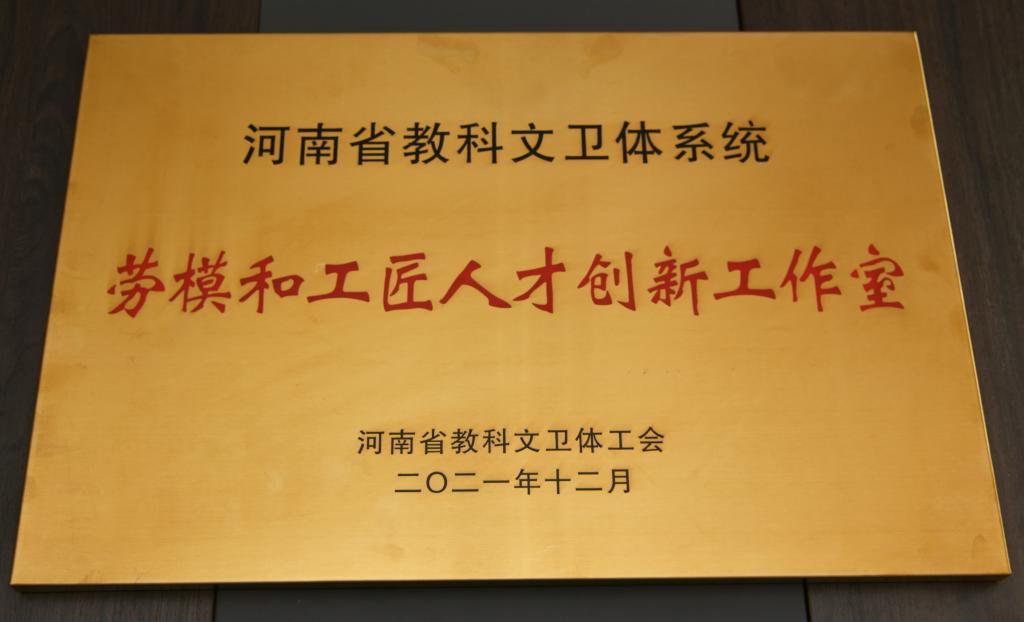 河南省教科文卫体系统
劳模和工匠人才创新工作室
河南省教科文卫体工会
二〇二一年十二月